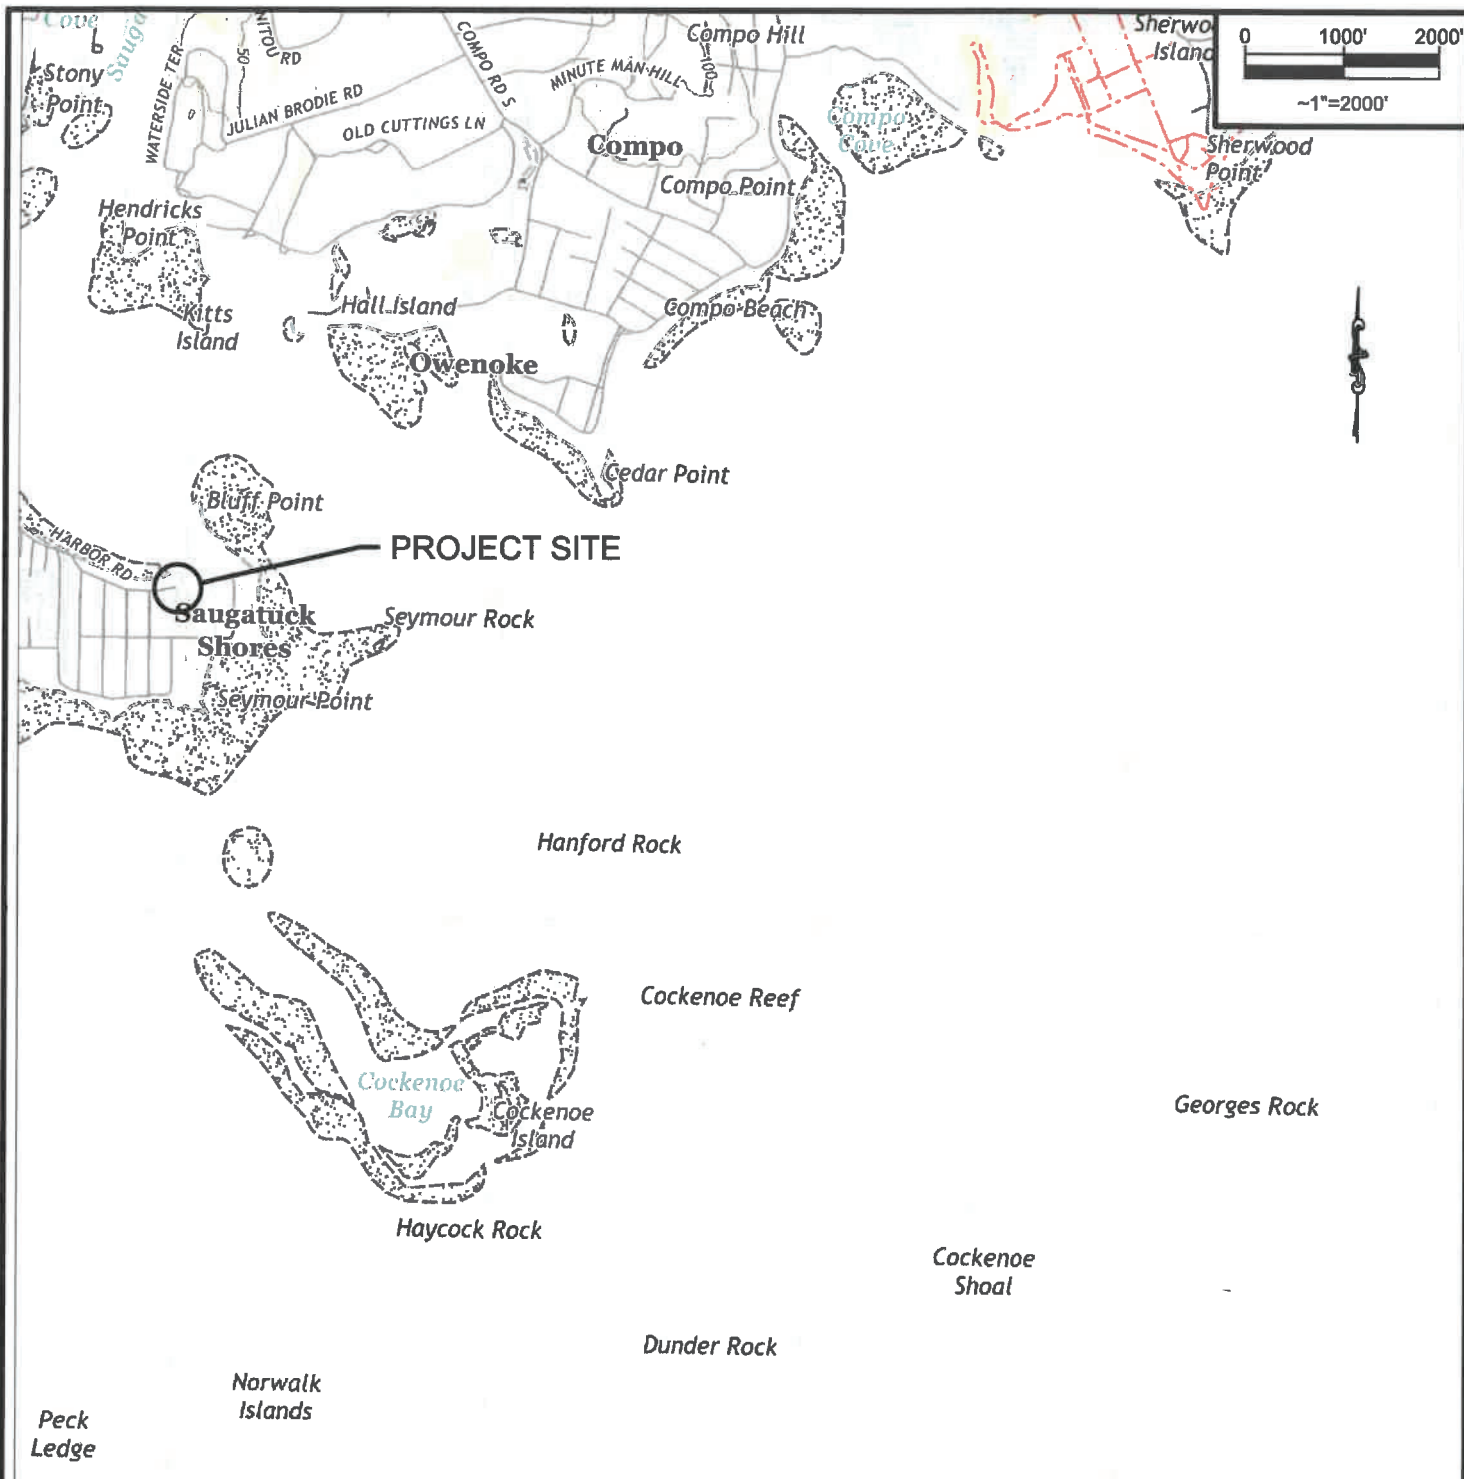 Cove
Sauga
NITOU RD
50
COMPO RD S
Compo Hill
100
Sherwo
Island
0 1000' 2000'
~1"=2000'
Stony
Point
WATERSIDE TER
JULIAN BRODIE RD
OLD CUTTINGS LN
MINUTE MAN HILL
Compo
Compo
Cove
Sherwood
Point
Compo Point
Hendricks
Point
Kitts
Island
Hall Island
Compo Beach
Owenoke
Cedar Point
Bluff Point
HARBOR RD
PROJECT SITE
Saugatuck
Shores
Seymour Rock
Seymour Point
Hanford Rock
Cockenoe Reef
Cockenoe
Bay
Cockenoe
Island
Georges Rock
Haycock Rock
Cockenoe
Shoal
Dunder Rock
Norwalk
Islands
Peck
Ledge